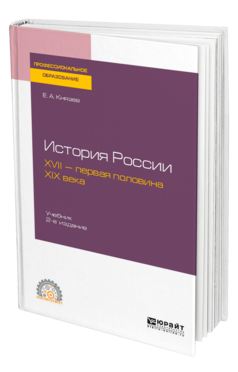 ПРОФЕССИОНАЛЬНОЕ
ОБРАЗОВАНИЕ
Е. А. Князев
История России
XVII — первая половина
XIX века
Учебник
2-е издание
юрайт